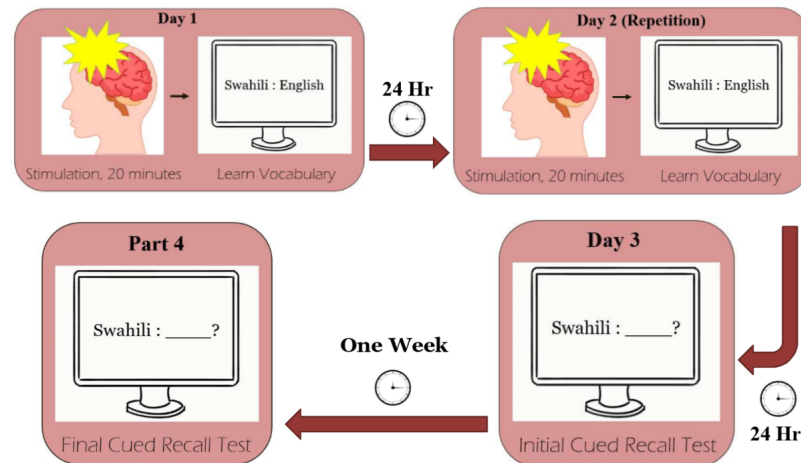 Day 1
Swahili : English
Stimulation, 20 minutes
Learn Vocabulary
24 Hr
Day 2 (Repetition)
Swahili : English
Stimulation, 20 minutes
Learn Vocabulary
24 Hr
Day 3
Swahili : _____?
Initial Cued Recall Test
One Week
Part 4
Swahili : _____?
Final Cued Recall Test